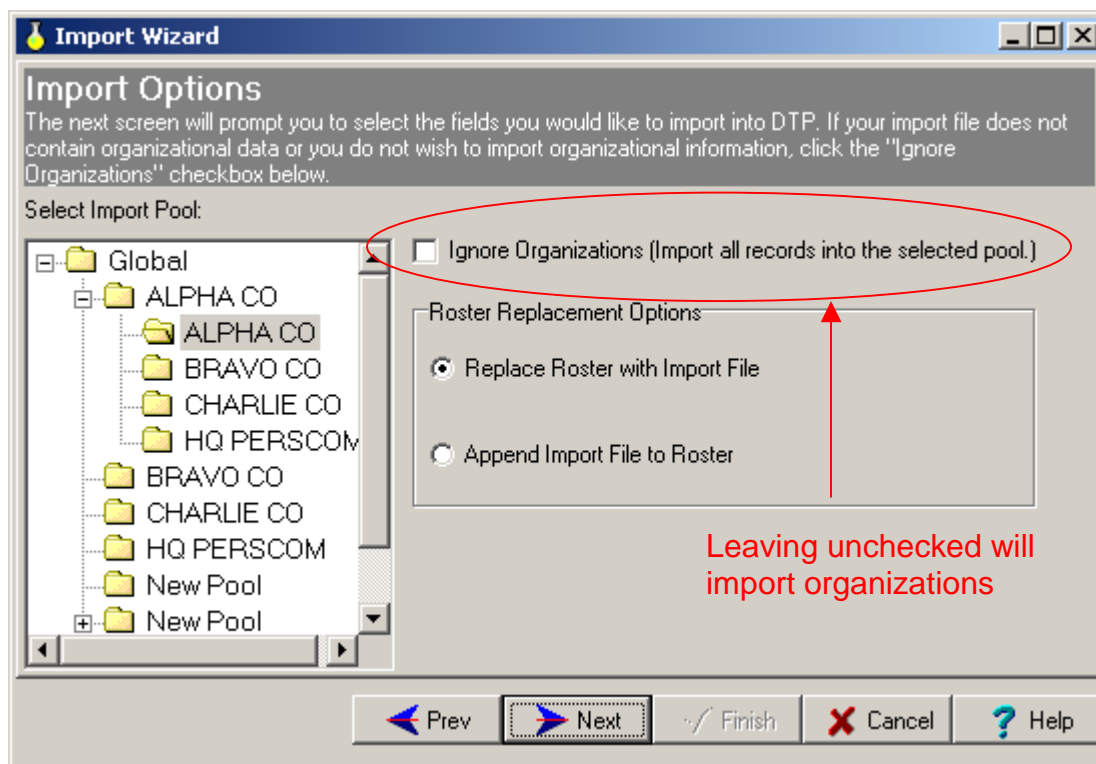 Import Wizard
Import Options
The next screen will prompt you to select the fields you would like to import into DTP. If your import file does not
contain organizational data or you do not wish to import organizational information, click the "Ignore
Organizations" checkbox below.
Select Import Pool:
Global
ALPHA CO
ALPHA CO
BRAVO CO
CHARLIE CO
HQ PERSCOM
BRAVO CO
CHARLIE CO
HQ PERSCOM
New Pool
New Pool
Ignore Organizations (Import all records into the selected pool.)
Roster Replacement Options
Replace Roster with Import File
Append Import File to Roster
Leaving unchecked will
import organizations
Prev
Next
Finish
Cancel
Help